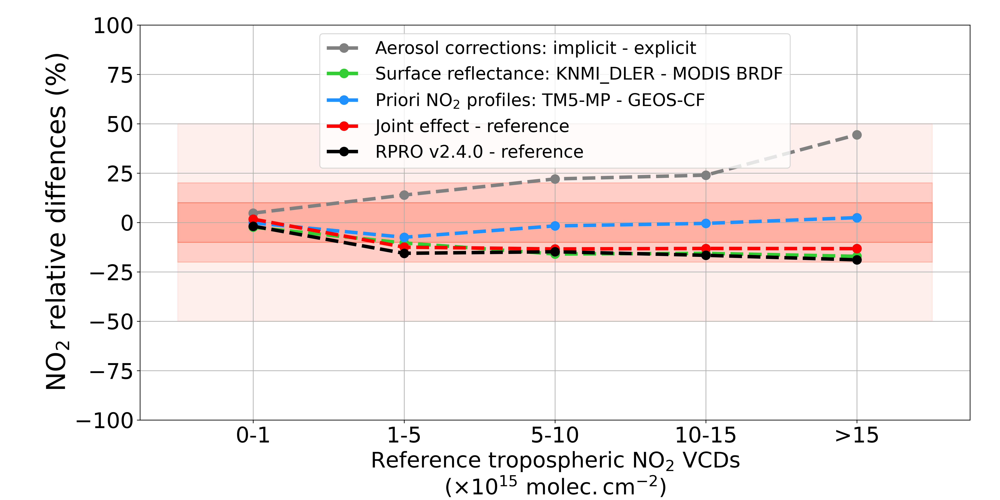 NO₂ relative diffences (%)
100
75
50
25
0
−25
−50
−75
−100
Aerosol corrections: implicit - explicit
Surface reflectance: KNMI_DLER - MODIS BRDF
Priori NO₂ profiles: TM5-MP - GEOS-CF
Joint effect - reference
RPRO v2.4.0 - reference
0-1 1-5 5-10 10-15 >15
Reference tropospheric NO₂ VCDs
(×10¹⁵ molec. cm⁻²)